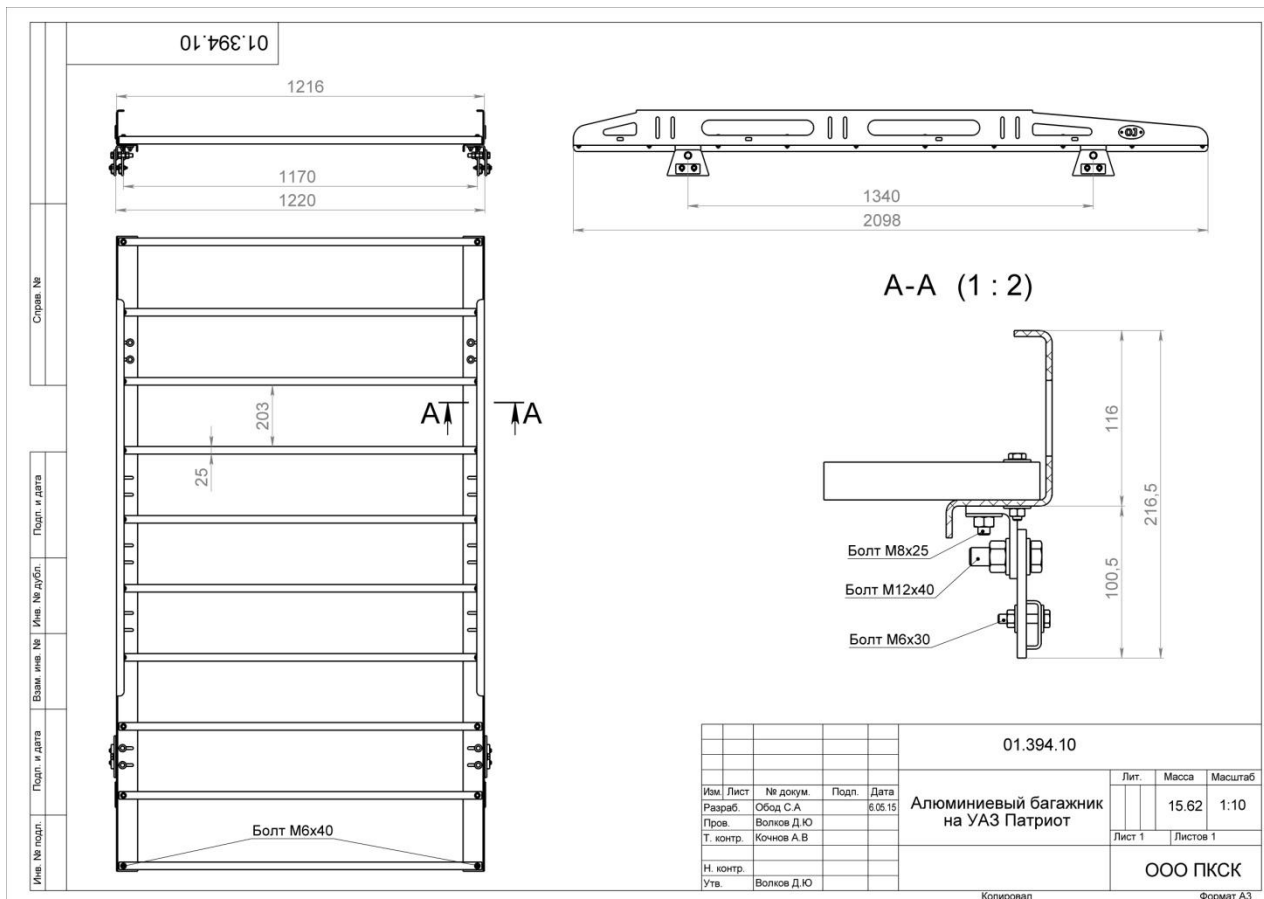 01.394.10
1216
1170
1220
1340
2098
А-А (1 : 2)
203
25
А
А
116
216,5
100,5
Болт М8х25
Болт М12х40
Болт М6х30
Болт М6х40
Справ. №
Подп. и дата
Инв. № дубл.
Взам. инв. №
Подп. и дата
Инв. № подл.
01.394.10
Изм. Лист № докум. Подп. Дата
Разраб. Обод С.А 6.05.15
Пров. Волков Д.Ю
Т. контр. Кочнов А.В
Н. контр.
Утв. Волков Д.Ю
Алюминиевый багажник
на УАЗ Патриот
Лит. Масса Масштаб
15.62 1:10
Лист 1 Листов 1
ООО ПКСК
Копировал Формат А3